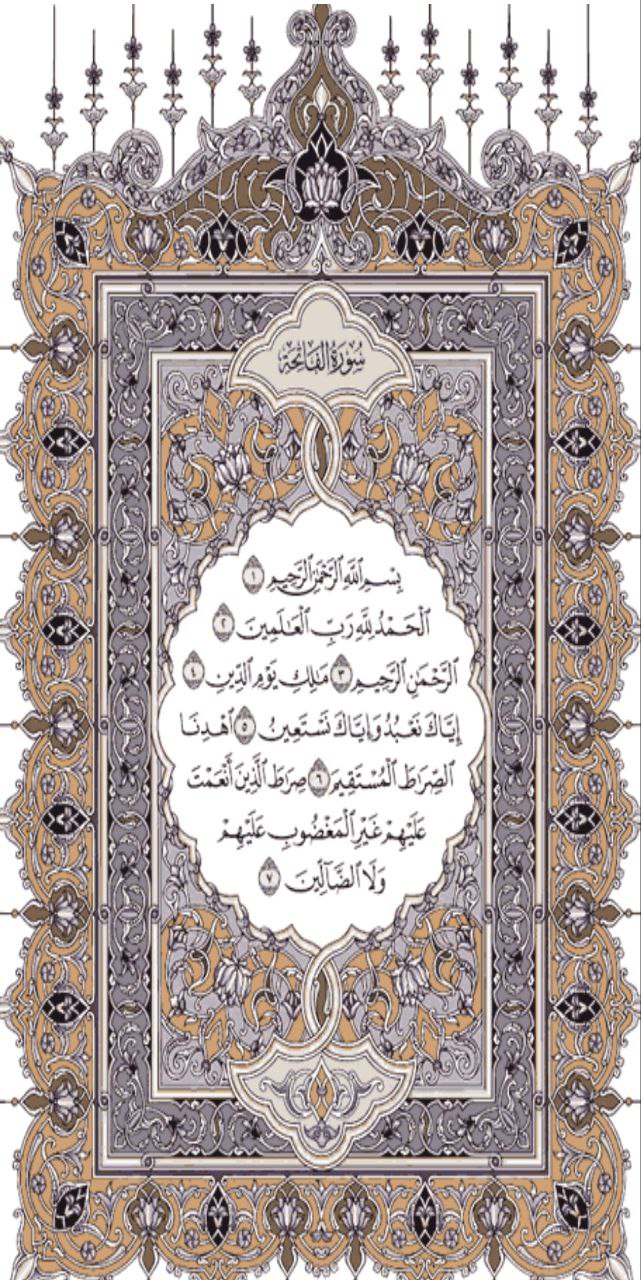 سُورَةُ الْفَاتِحَةِ
بِسْمِ ٱللَّهِ ٱلرَّحْمَٰنِ ٱلرَّحِيمِ ١
ٱلْحَمْدُ لِلَّهِ رَبِّ ٱلْعَٰلَمِينَ ٢
ٱلرَّحْمَٰنِ ٱلرَّحِيمِ ٣ مَٰلِكِ يَوْمِ ٱلدِّينِ ٤
إِيَّاكَ نَعْبُدُ وَإِيَّاكَ نَسْتَعِينُ ٥ ٱهْدِنَا
ٱلصِّرَٰطَ ٱلْمُسْتَقِيمَ ٦ صِرَٰطَ ٱلَّذِينَ أَنْعَمْتَ
عَلَيْهِمْ غَيْرِ ٱلْمَغْضُوبِ عَلَيْهِمْ
وَلَا ٱلضَّآلِّينَ ٧